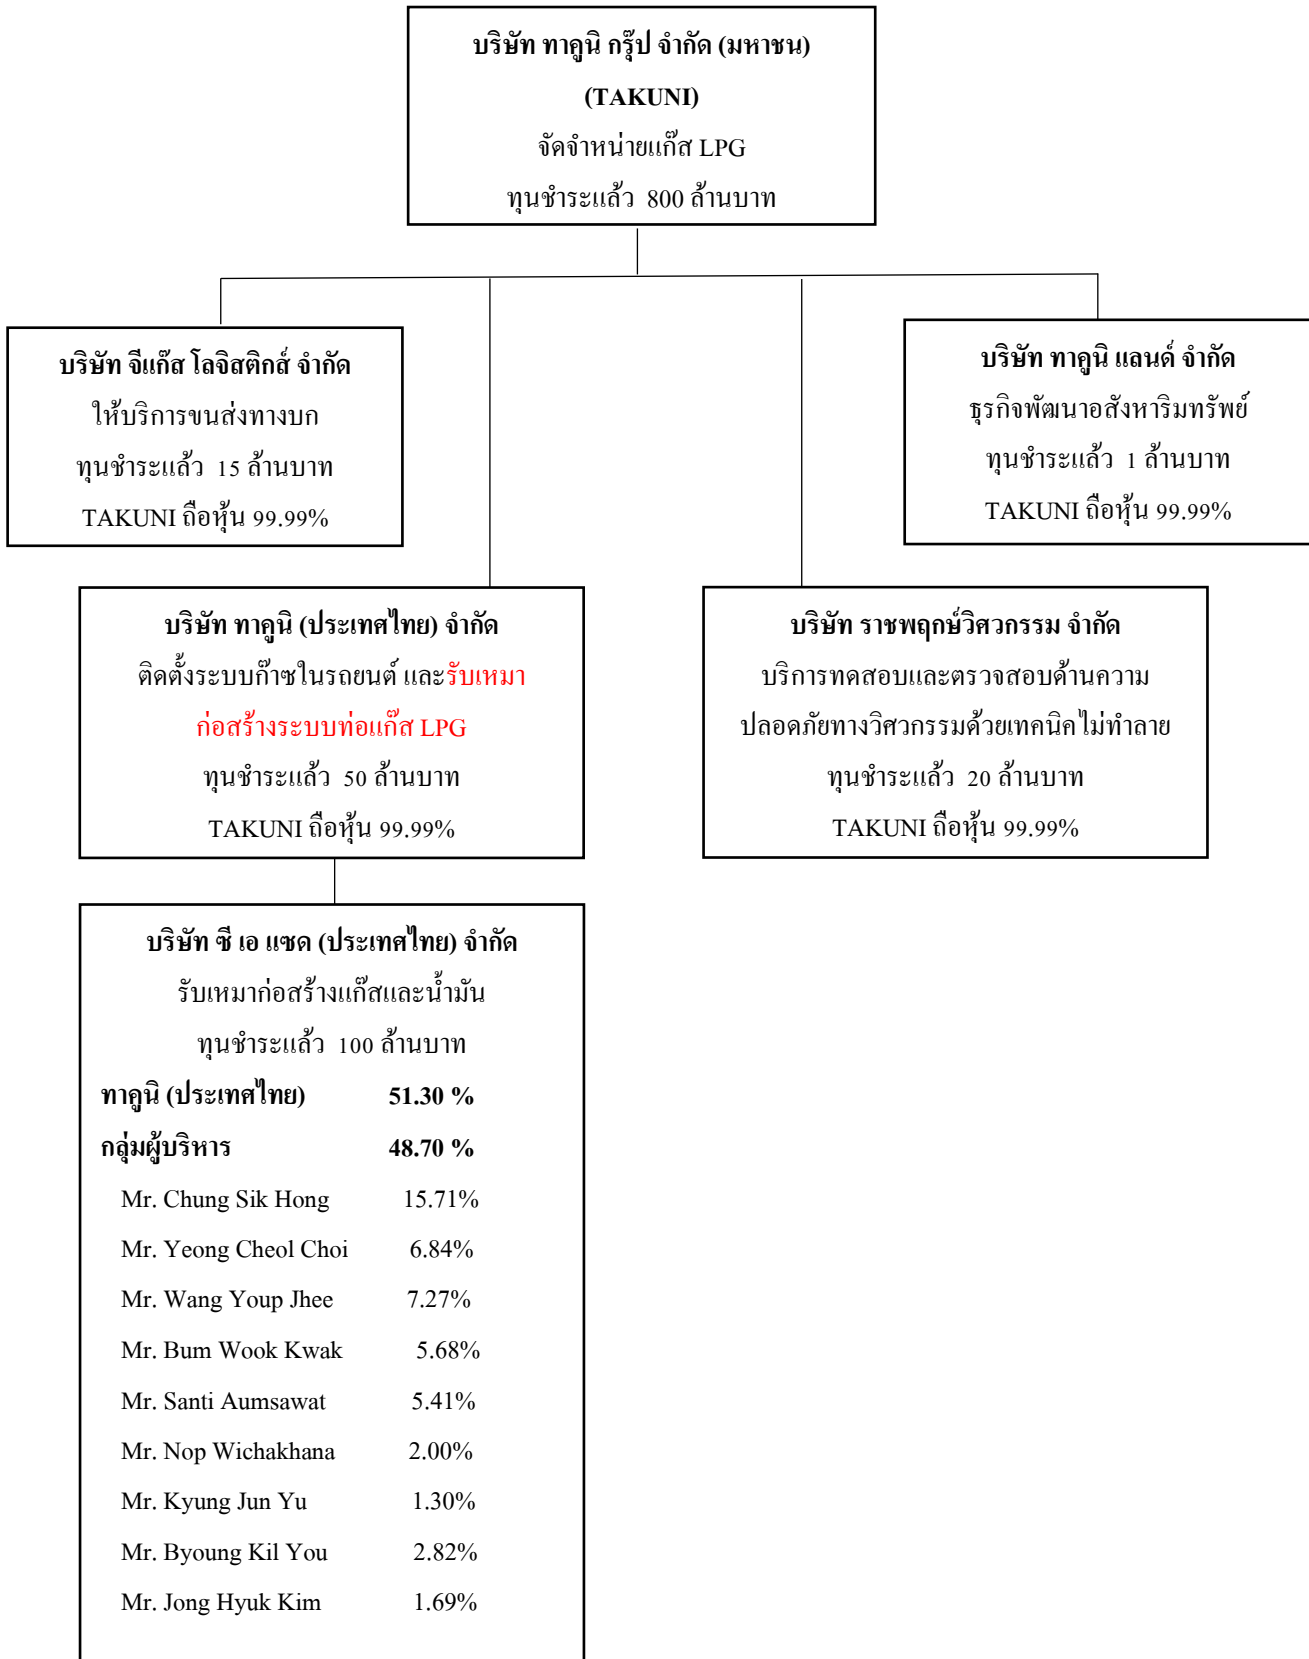 บริษัท ทาคูนิ กรุ๊ป จำกัด (มหาชน)
(TAKUNI)
จัดจำหน่ายแก๊ส LPG
ทุนชำระแล้ว 800 ล้านบาท
บริษัท จีแก๊ส โลจิสติกส์ จำกัด
ให้บริการขนส่งทางบก
ทุนชำระแล้ว 15 ล้านบาท
TAKUNI ถือหุ้น 99.99%
บริษัท ทาคูนิ แลนด์ จำกัด
ธุรกิจพัฒนาอสังหาริมทรัพย์
ทุนชำระแล้ว 1 ล้านบาท
TAKUNI ถือหุ้น 99.99%
บริษัท ทาคูนิ (ประเทศไทย) จำกัด
ติดตั้งระบบก๊าซในรถยนต์ และรับเหมา
ก่อสร้างระบบท่อแก๊ส LPG
ทุนชำระแล้ว 50 ล้านบาท
TAKUNI ถือหุ้น 99.99%
บริษัท ราชพฤกษ์วิศวกรรม จำกัด
บริการทดสอบและตรวจสอบด้านความ
ปลอดภัยทางวิศวกรรมด้วยเทคนิคไม่ทำลาย
ทุนชำระแล้ว 20 ล้านบาท
TAKUNI ถือหุ้น 99.99%
บริษัท ซี เอ แซด (ประเทศไทย) จำกัด
รับเหมาก่อสร้างแก๊สและน้ำมัน
ทุนชำระแล้ว 100 ล้านบาท
ทาคูนิ (ประเทศไทย) 51.30 %
กลุ่มผู้บริหาร 48.70 %
Mr. Chung Sik Hong 15.71%
Mr. Yeong Cheol Choi 6.84%
Mr. Wang Youp Jhee 7.27%
Mr. Bum Wook Kwak 5.68%
Mr. Santi Aumsawat 5.41%
Mr. Nop Wichakhana 2.00%
Mr. Kyung Jun Yu 1.30%
Mr. Byoung Kil You 2.82%
Mr. Jong Hyuk Kim 1.69%